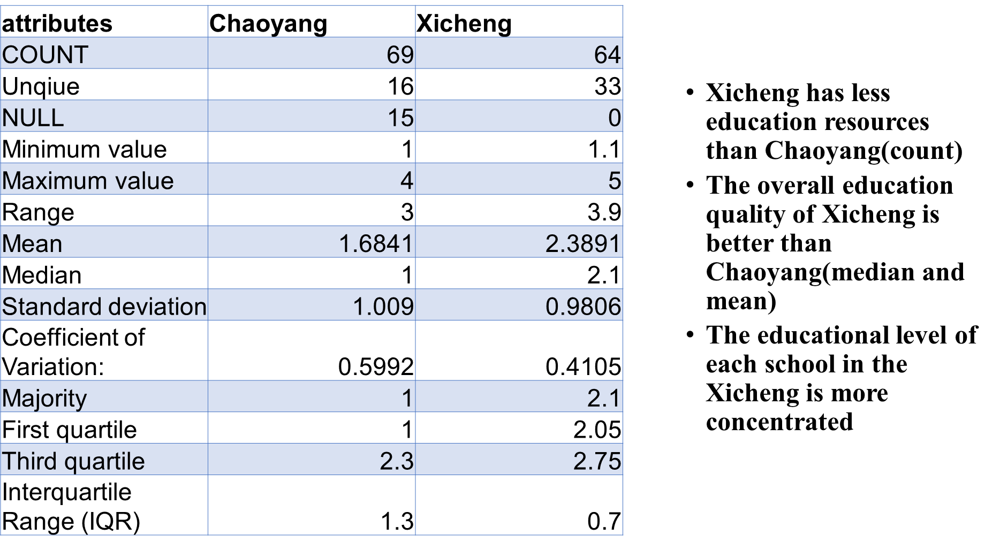 attributes Chaoyang Xicheng
COUNT 69 64
Unqiue 16 33
NULL 15 0
Minimum value 1 1.1
Maximum value 4 5
Range 3 3.9
Mean 1.6841 2.3891
Median 1 2.1
Standard deviation 1.009 0.9806
Coefficient of
Variation: 0.5992 0.4105
Majority 1 2.1
First quartile 1 2.05
Third quartile 2.3 2.75
Interquartile
Range (IQR) 1.3 0.7
• Xicheng has less
education resources
than Chaoyang(count)
• The overall education
quality of Xicheng is
better than
Chaoyang(median and
mean)
• The educational level of
each school in the
Xicheng is more
concentrated